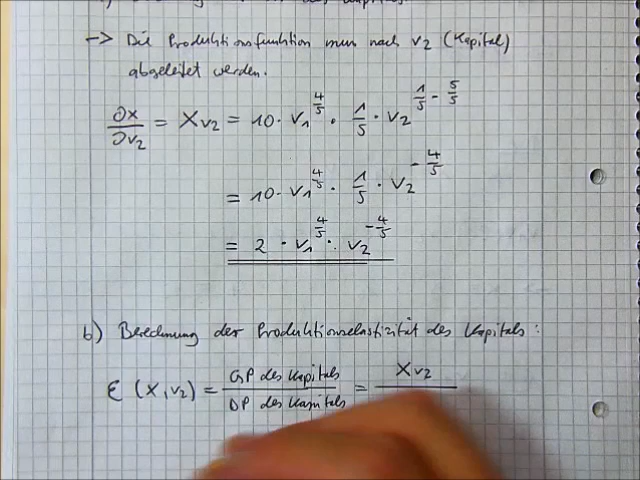 -> Die Produktionsfunktion muss nach v2 (Kapital)
abgeleitet werden.
∂x/∂v2 = Xv2 = 10 · v1^(4/5) · 1/5 · v2^(1/5 - 5/5)
= 10 · v1^(4/5) · 1/5 · v2^(-4/5)
= 2 · v1^(4/5) · v2^(-4/5)
b) Berechnung der Produktionselastizität des Kapitals:
ε (X, v2) = GP des Kapitals / DP des Kapitals = Xv2